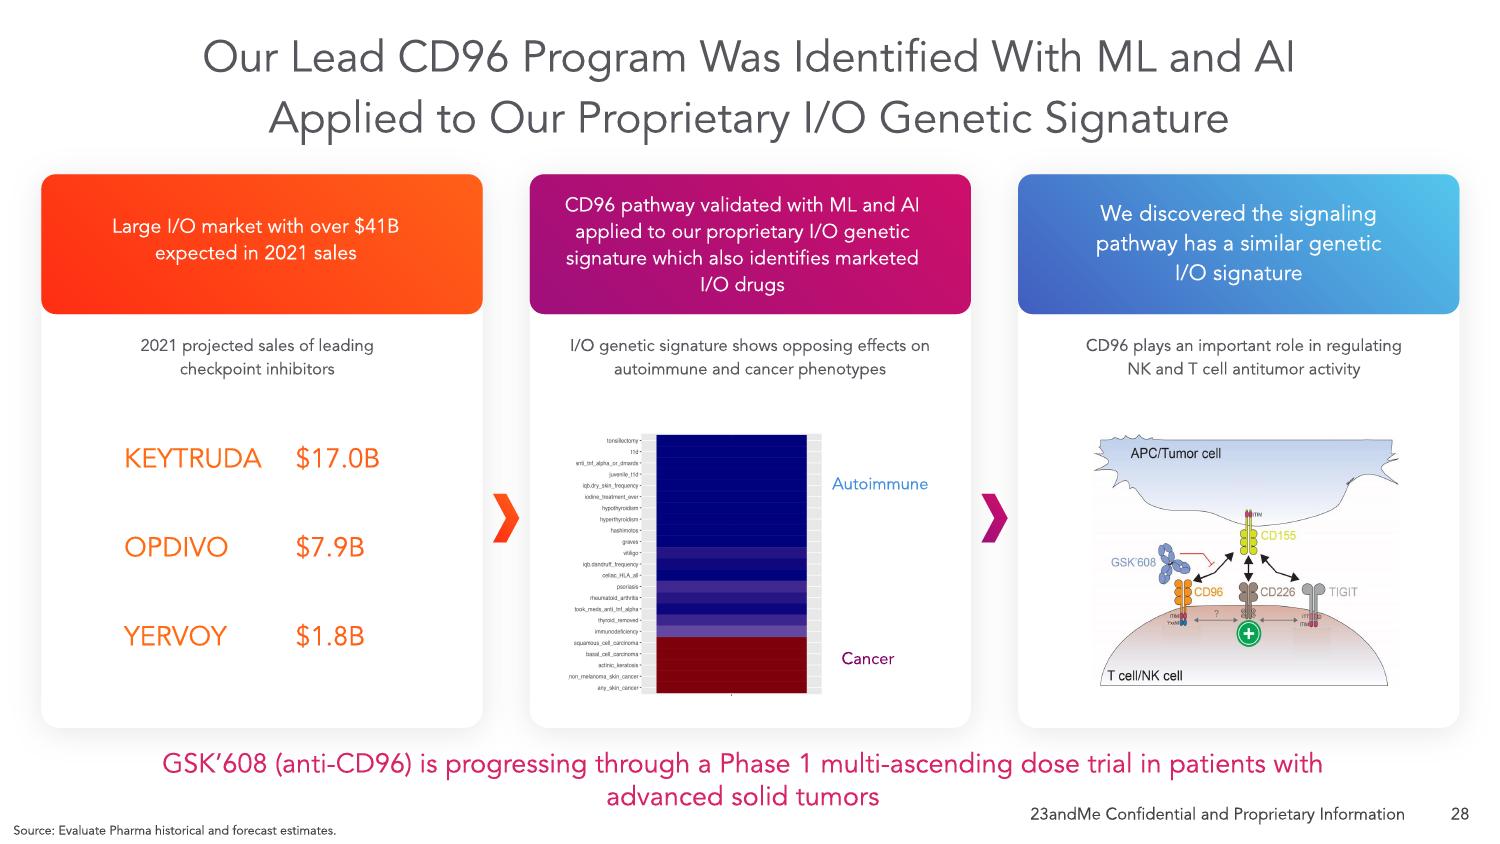 Our Lead CD96 Program Was Identified With ML and AI
Applied to Our Proprietary I/O Genetic Signature
Large I/O market with over $41B
expected in 2021 sales
2021 projected sales of leading
checkpoint inhibitors
KEYTRUDA $17.0B
OPDIVO $7.9B
YERVOY $1.8B
CD96 pathway validated with ML and AI
applied to our proprietary I/O genetic
signature which also identifies marketed
I/O drugs
I/O genetic signature shows opposing effects on
autoimmune and cancer phenotypes
tonsillectomy
t1d
anti_tnf_alpha_or_dmards
juvenile_t1d
iqb.dry_skin_frequency
iodine_treatment_ever
hypothyroidism
hyperthyroidism
hashimotos
graves
vitiligo
iqb.dandruff_frequency
celiac_HLA_all
psoriasis
rheumatoid_arthritis
took_meds_anti_tnf_alpha
thyroid_removed
immunodeficiency
squamous_cell_carcinoma
basal_cell_carcinoma
actinic_keratosis
non_melanoma_skin_cancer
any_skin_cancer
Autoimmune
Cancer
We discovered the signaling
pathway has a similar genetic
I/O signature
CD96 plays an important role in regulating
NK and T cell antitumor activity
APC/Tumor cell
CD155
GSK'608
CD96
CD226
TIGIT
?
+
T cell/NK cell
GSK'608 (anti-CD96) is progressing through a Phase 1 multi-ascending dose trial in patients with
advanced solid tumors
23andMe Confidential and Proprietary Information 28
Source: Evaluate Pharma historical and forecast estimates.